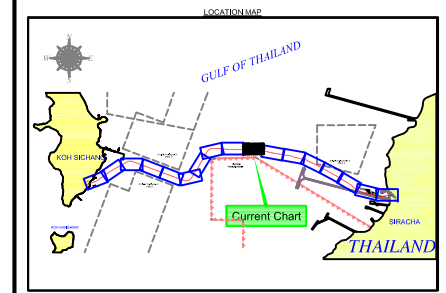 LOCATION MAP
N
W
E
S
GULF OF THAILAND
KOH SICHANG
Current Chart
SIRACHA
THAILAND